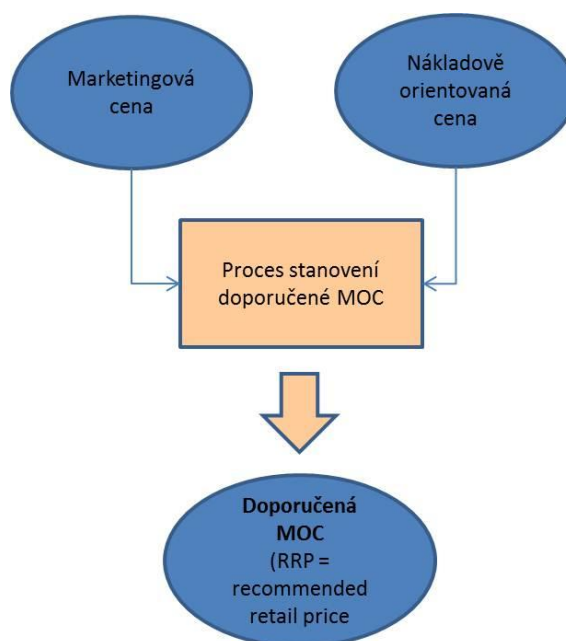 Marketingová
cena
Nákladově
orientovaná
cena
Proces stanovení
doporučené MOC
Doporučená
MOC
(RRP =
recommended
retail price